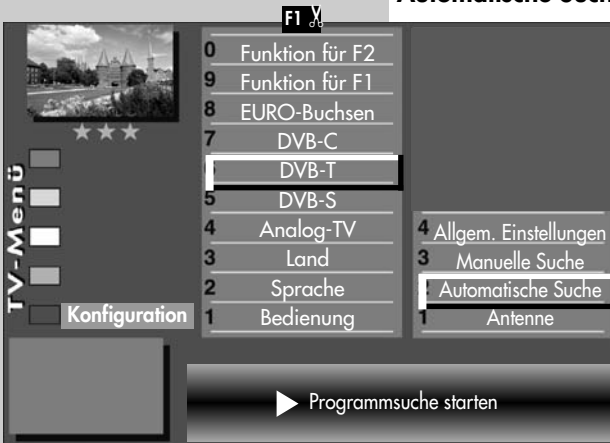 F1
0 Funktion für F2
9 Funktion für F1
8 EURO-Buchsen
7 DVB-C
DVB-T
5 DVB-S
4 Analog-TV
3 Land
2 Sprache
1 Bedienung
TV-Menü
Konfiguration
4 Allgem. Einstellungen
3 Manuelle Suche
Automatische Suche
1 Antenne
Programmsuche starten